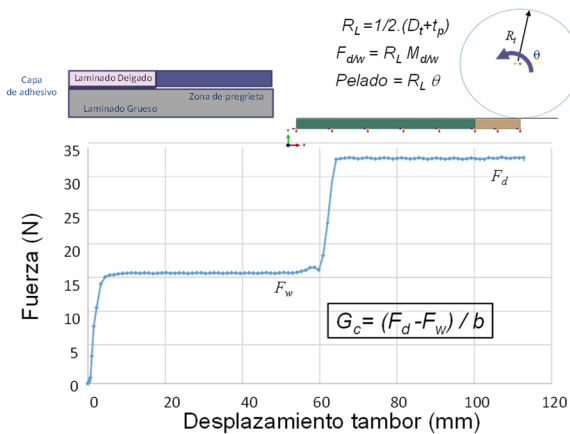 R_L=1/2.(D_t+t_p)
F_d/w = R_L M_d/w
Pelado = R_L θ
R_t
θ
Capa
de adhesivo
Laminado Delgado
Zona de pregrieta
Laminado Grueso
35
30
25
20
15
10
5
0
Fuerza (N)
F_w
F_d
G_c= (F_d -F_w) / b
0 20 40 60 80 100 120
Desplazamiento tambor (mm)